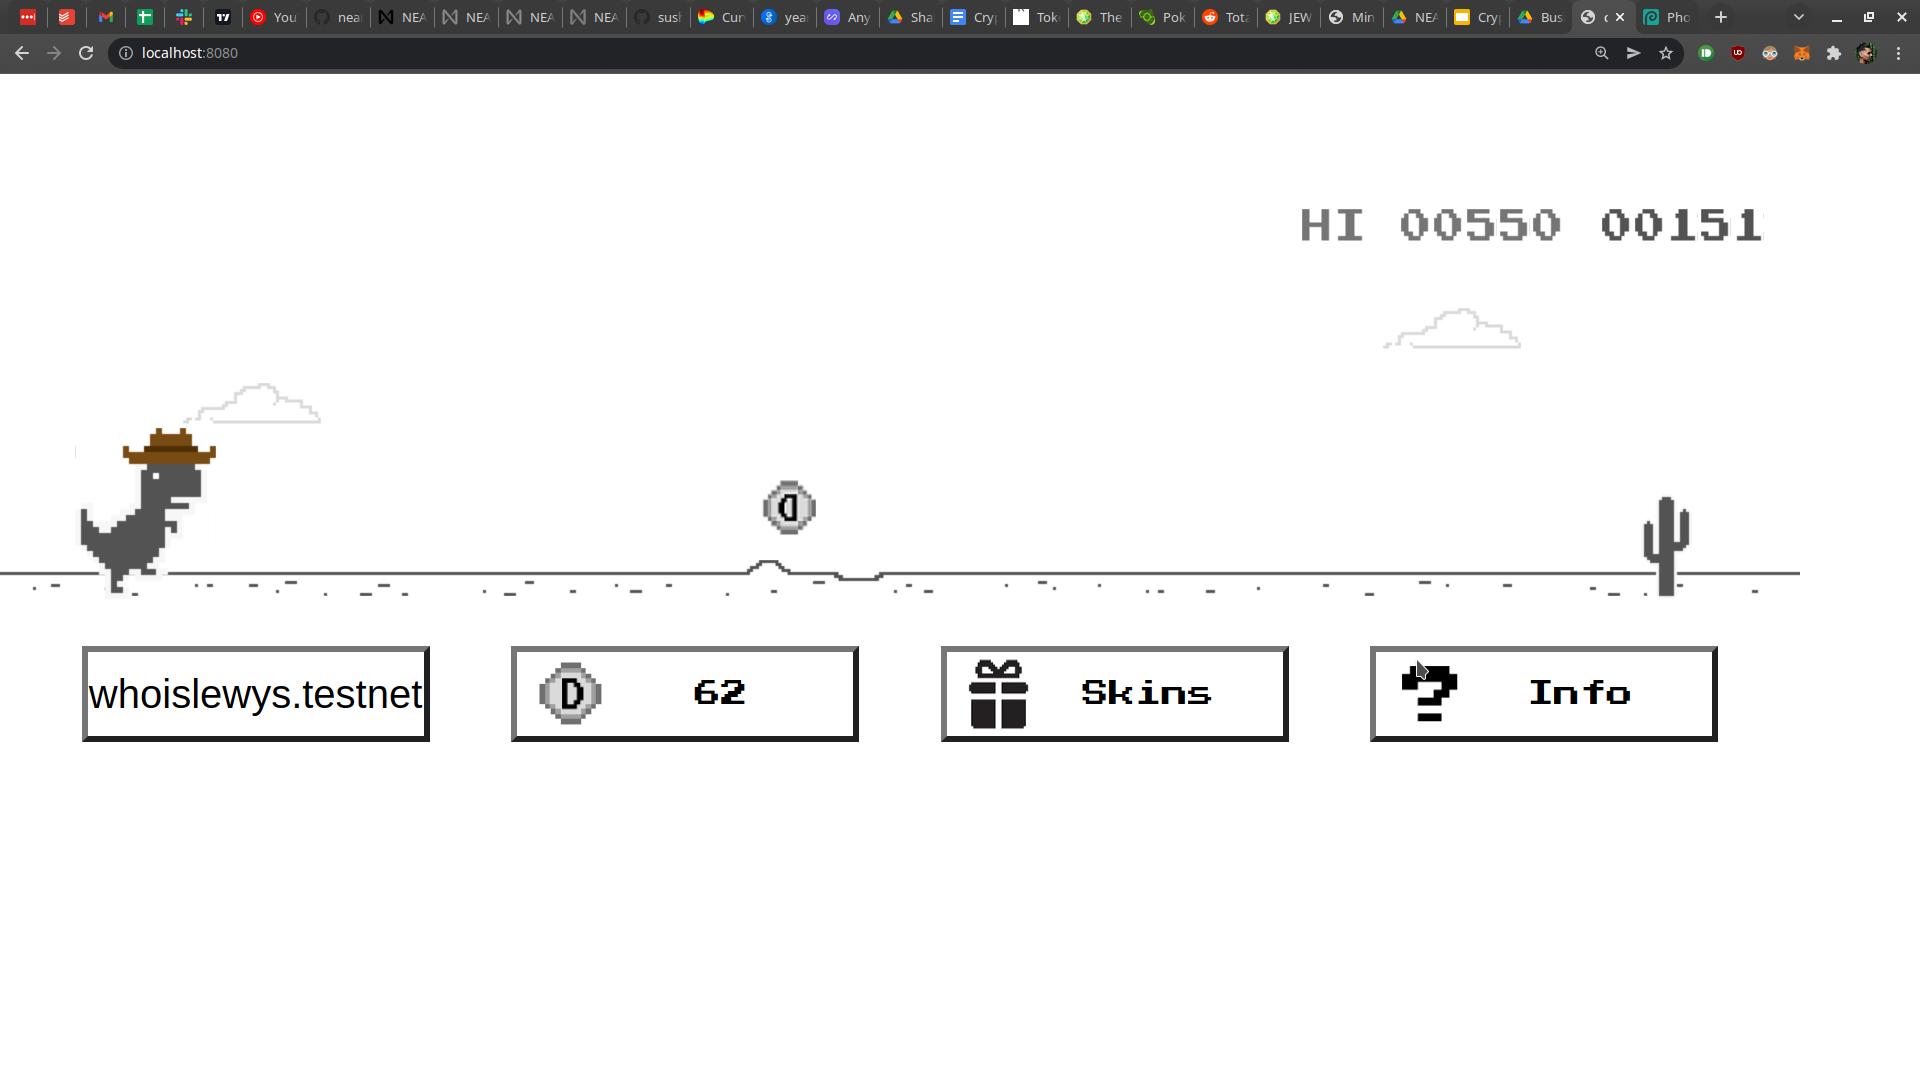 You nea NEA NEA NEA NEA sus Cur yea Any Sha Cry Tok The Pok Tota JEW Min NEA Cry Bus Pho
localhost:8080
HI 00550 00151
D
whoislewys.testnet D 62 Skins ? Info